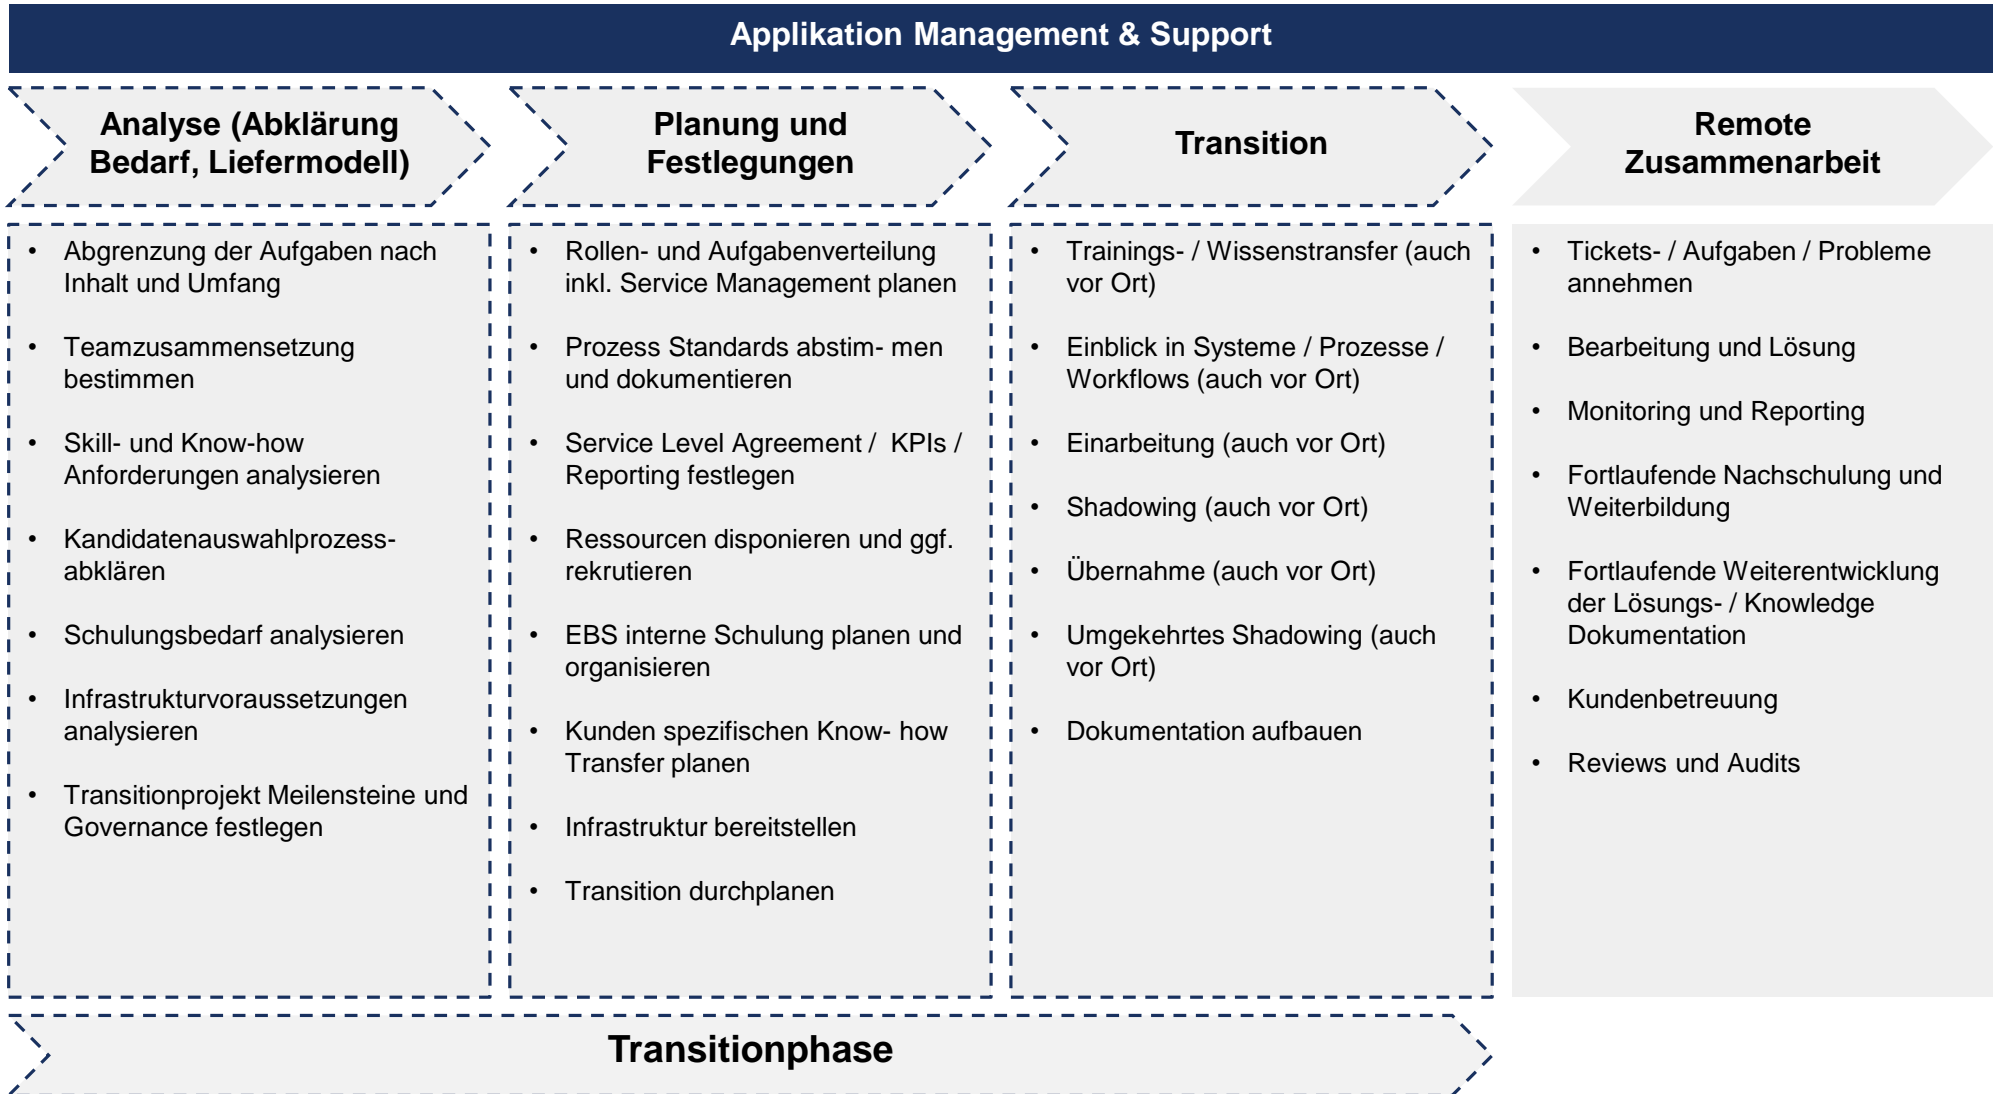 Applikation Management & Support
Analyse (Abklärung
Bedarf, Liefermodell)
Planung und
Festlegungen
Transition
Remote
Zusammenarbeit
• Abgrenzung der Aufgaben nach
Inhalt und Umfang
• Teamzusammensetzung
bestimmen
• Skill- und Know-how
Anforderungen analysieren
• Kandidatenauswahlprozess-
abklären
• Schulungsbedarf analysieren
• Infrastrukturvoraussetzungen
analysieren
• Transitionprojekt Meilensteine und
Governance festlegen
• Rollen- und Aufgabenverteilung
inkl. Service Management planen
• Prozess Standards abstim- men
und dokumentieren
• Service Level Agreement / KPIs /
Reporting festlegen
• Ressourcen disponieren und ggf.
rekrutieren
• EBS interne Schulung planen und
organisieren
• Kunden spezifischen Know- how
Transfer planen
• Infrastruktur bereitstellen
• Transition durchplanen
• Trainings- / Wissenstransfer (auch
vor Ort)
• Einblick in Systeme / Prozesse /
Workflows (auch vor Ort)
• Einarbeitung (auch vor Ort)
• Shadowing (auch vor Ort)
• Übernahme (auch vor Ort)
• Umgekehrtes Shadowing (auch
vor Ort)
• Dokumentation aufbauen
• Tickets- / Aufgaben / Probleme
annehmen
• Bearbeitung und Lösung
• Monitoring und Reporting
• Fortlaufende Nachschulung und
Weiterbildung
• Fortlaufende Weiterentwicklung
der Lösungs- / Knowledge
Dokumentation
• Kundenbetreuung
• Reviews und Audits
Transitionphase